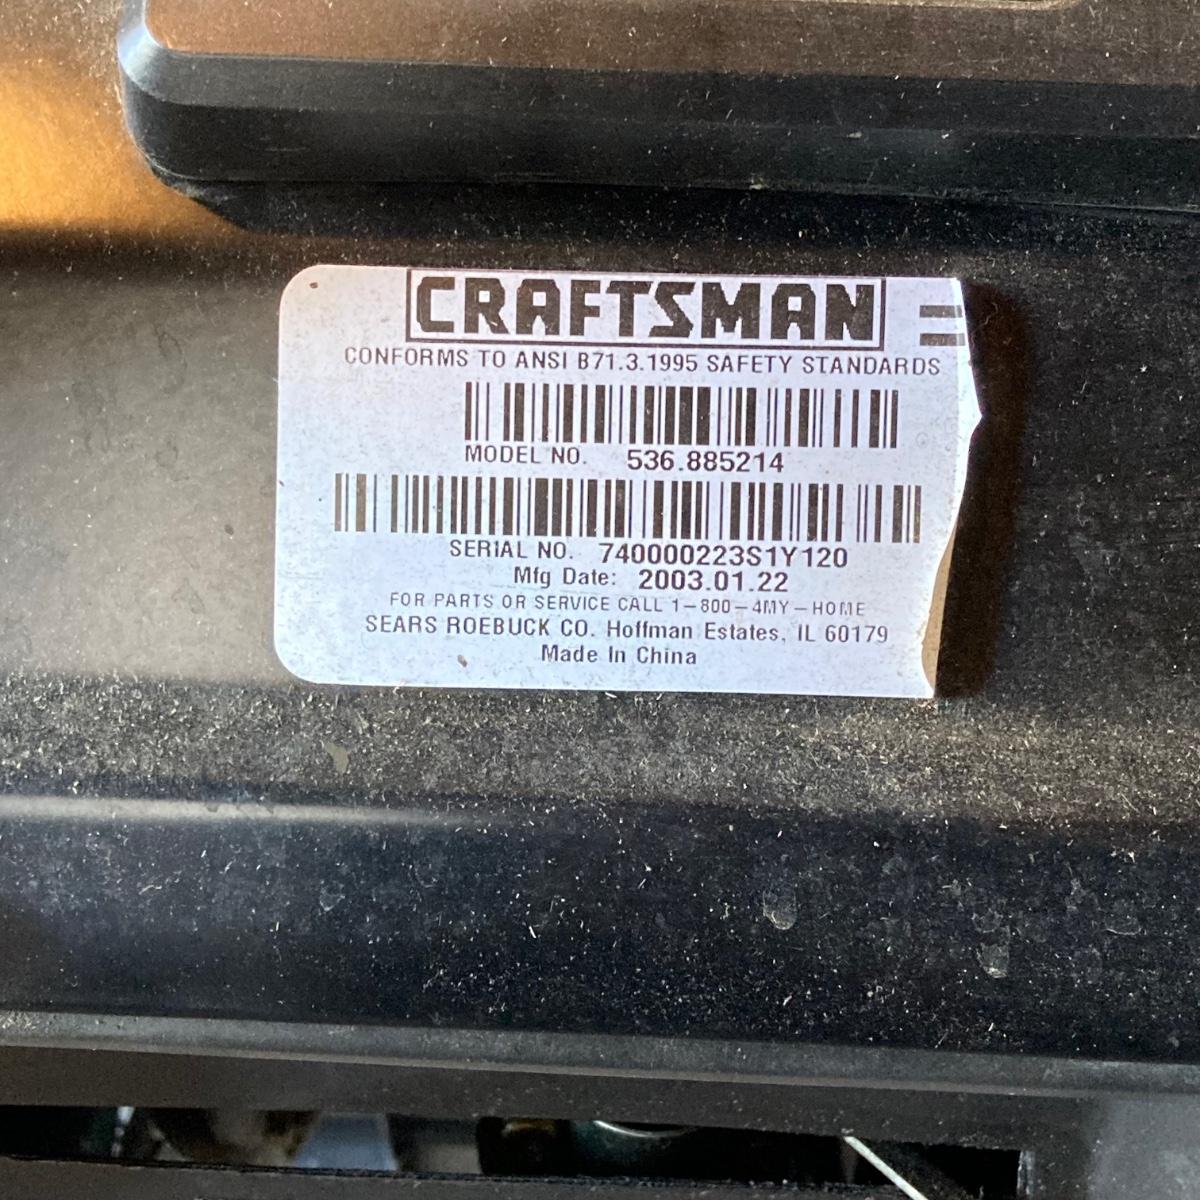 CRAFTSMAN
CONFORMS TO ANSI B71.3.1995 SAFETY STANDARDS
MODEL NO. 536.885214
SERIAL NO. 740000223S1Y120
Mfg Date: 2003.01.22
FOR PARTS OR SERVICE CALL 1-800-4MY-HOME
SEARS ROEBUCK CO. Hoffman Estates, IL 60179
Made In China